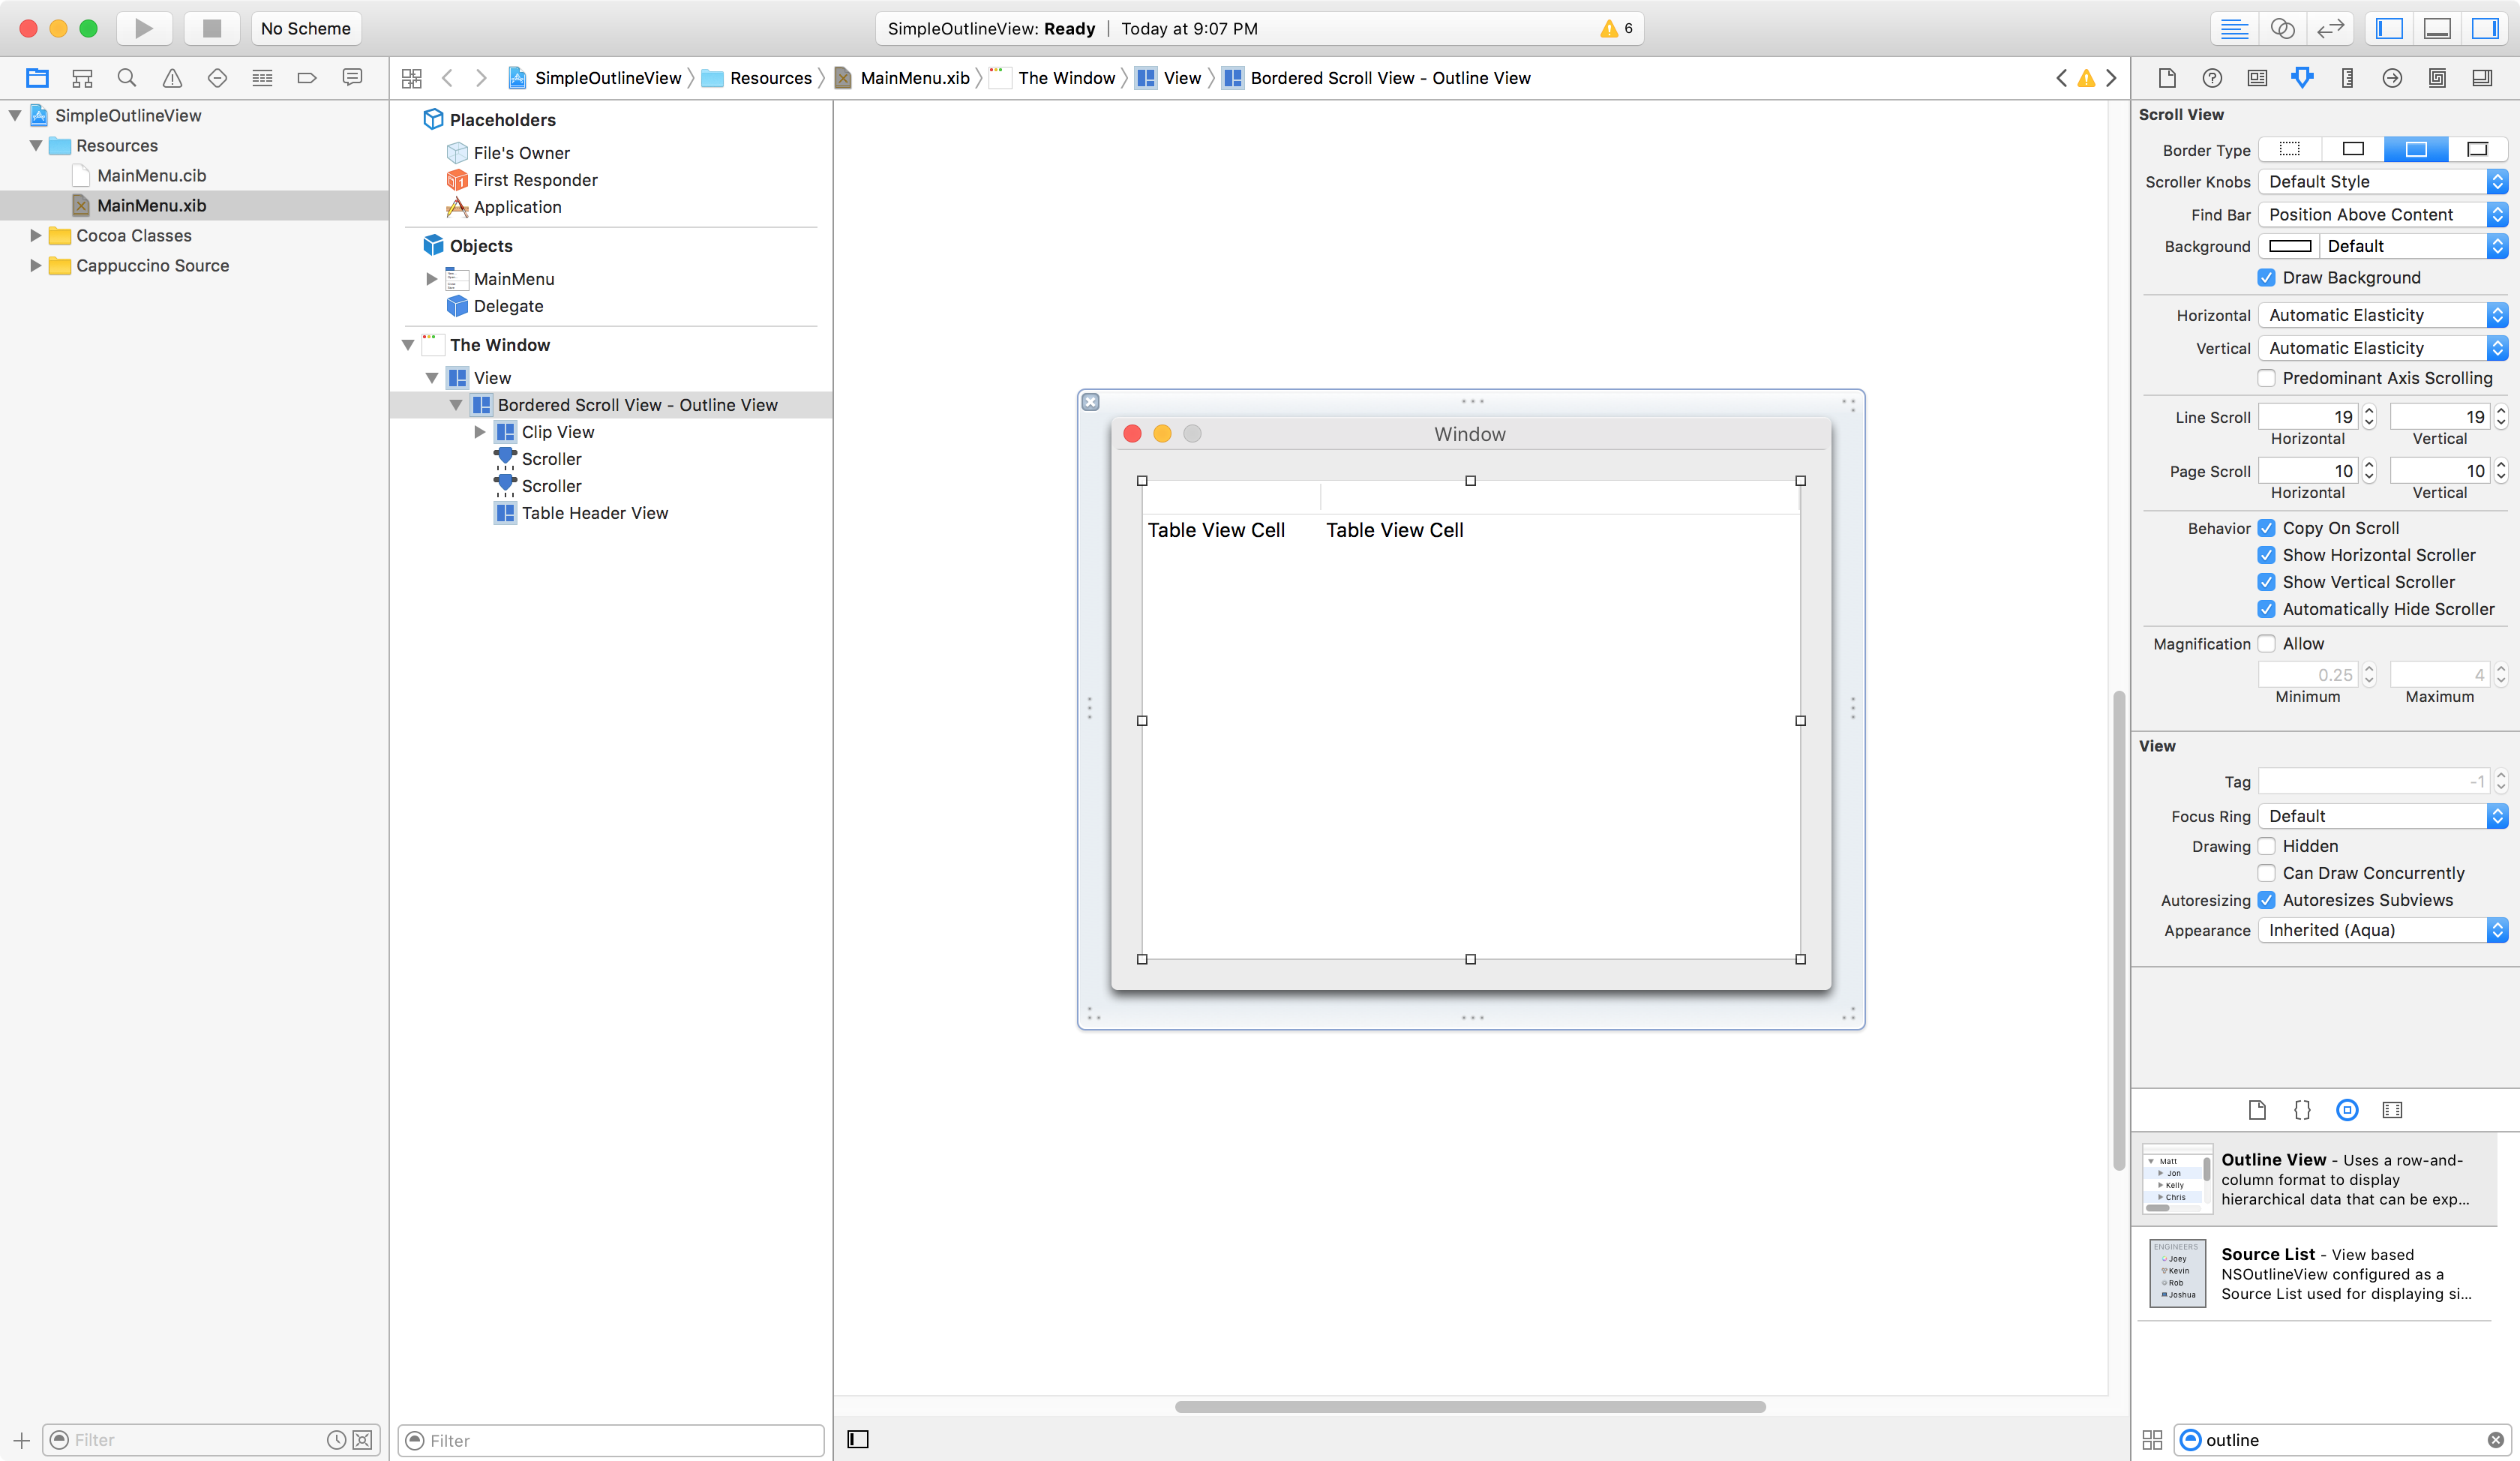 No Scheme
SimpleOutlineView: Ready | Today at 9:07 PM
6
SimpleOutlineView
Resources
MainMenu.xib
The Window
View
Bordered Scroll View - Outline View
SimpleOutlineView
Resources
MainMenu.cib
MainMenu.xib
Cocoa Classes
Cappuccino Source
Filter
Placeholders
File's Owner
First Responder
Application
Objects
MainMenu
Delegate
The Window
View
Bordered Scroll View - Outline View
Clip View
Scroller
Scroller
Table Header View
Filter
Window
Table View Cell Table View Cell
Scroll View
Border Type
Scroller Knobs Default Style
Find Bar Position Above Content
Background Default
Draw Background
Horizontal Automatic Elasticity
Vertical Automatic Elasticity
Predominant Axis Scrolling
Line Scroll 19 19
Horizontal Vertical
Page Scroll 10 10
Horizontal Vertical
Behavior Copy On Scroll
Show Horizontal Scroller
Show Vertical Scroller
Automatically Hide Scroller
Magnification Allow
0.25 4
Minimum Maximum
View
Tag -1
Focus Ring Default
Drawing Hidden
Can Draw Concurrently
Autoresizing Autoresizes Subviews
Appearance Inherited (Aqua)
Matt
Jon
Kelly
Chris
Outline View - Uses a row-and-
column format to display
hierarchical data that can be exp...
ENGINEERS
Joey
Kevin
Rob
Joshua
Source List - View based
NSOutlineView configured as a
Source List used for displaying si...
outline